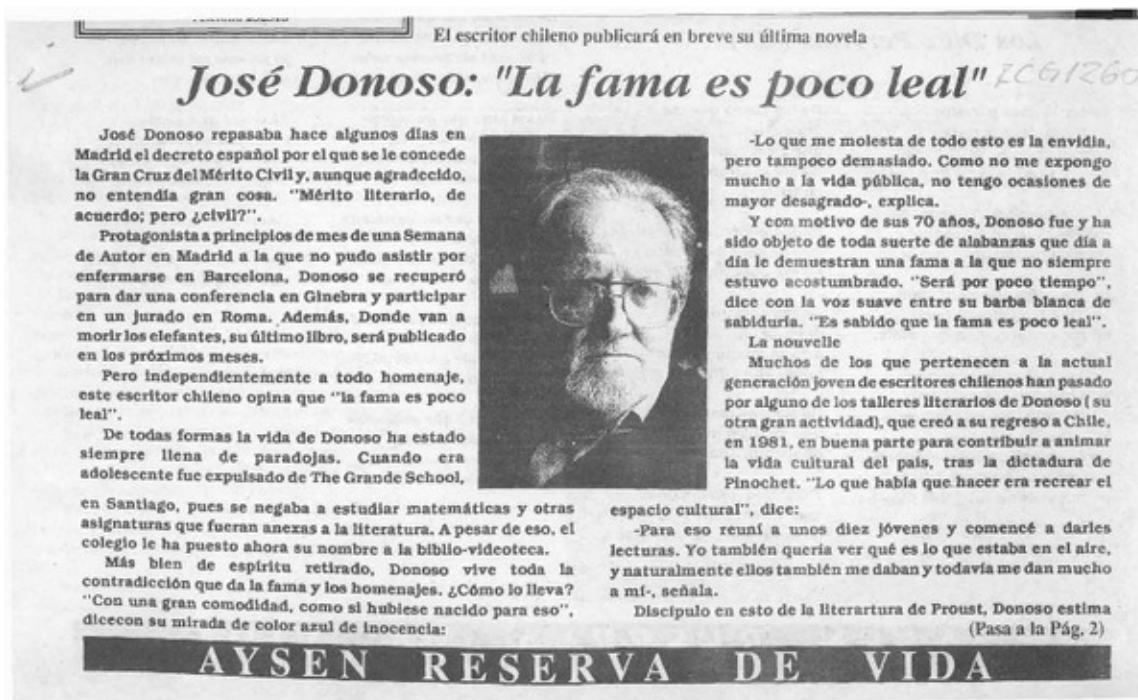 El escritor chileno publicará en breve su última novela
José Donoso: "La fama es poco leal"
José Donoso repasaba hace algunos días en
Madrid el decreto español por el que se le concede
la Gran Cruz del Mérito Civil y, aunque agradecido,
no entendía gran cosa. "Mérito literario, de
acuerdo; pero ¿civil?".
Protagonista a principios de mes de una Semana
de Autor en Madrid a la que no pudo asistir por
enfermarse en Barcelona, Donoso se recuperó
para dar una conferencia en Ginebra y participar
en un jurado en Roma. Además, Donde van a
morir los elefantes, su último libro, será publicado
en los próximos meses.
Pero independientemente a todo homenaje,
este escritor chileno opina que "la fama es poco
leal".
De todas formas la vida de Donoso ha estado
siempre llena de paradojas. Cuando era
adolescente fue expulsado de The Grande School,
en Santiago, pues se negaba a estudiar matemáticas y otras
asignaturas que fueran anexas a la literatura. A pesar de eso, el
colegio le ha puesto ahora su nombre a la biblio-videoteca.
Más bien de espíritu retirado, Donoso vive toda la
contradicción que da la fama y los homenajes. ¿Cómo lo lleva?
"Con una gran comodidad, como si hubiese nacido para eso",
dicecon su mirada de color azul de inocencia:
-Lo que me molesta de todo esto es la envidia,
pero tampoco demasiado. Como no me expongo
mucho a la vida pública, no tengo ocasiones de
mayor desagrado-, explica.
Y con motivo de sus 70 años, Donoso fue y ha
sido objeto de toda suerte de alabanzas que día a
día le demuestran una fama a la que no siempre
estuvo acostumbrado. "Será por poco tiempo",
dice con la voz suave entre su barba blanca de
sabiduría. "Es sabido que la fama es poco leal".
La nouvelle
Muchos de los que pertenecen a la actual
generación joven de escritores chilenos han pasado
por alguno de los talleres literarios de Donoso ( su
otra gran actividad), que creó a su regreso a Chile,
en 1981, en buena parte para contribuir a animar
la vida cultural del país, tras la dictadura de
Pinochet. "Lo que había que hacer era recrear el
espacio cultural", dice:
-Para eso reuní a unos diez jóvenes y comencé a darles
lecturas. Yo también quería ver qué es lo que estaba en el aire,
y naturalmente ellos también me daban y todavía me dan mucho
a mí-, señala.
Discípulo en esto de la literartura de Proust, Donoso estima
(Pasa a la Pág. 2)
AYSEN RESERVA DE VIDA